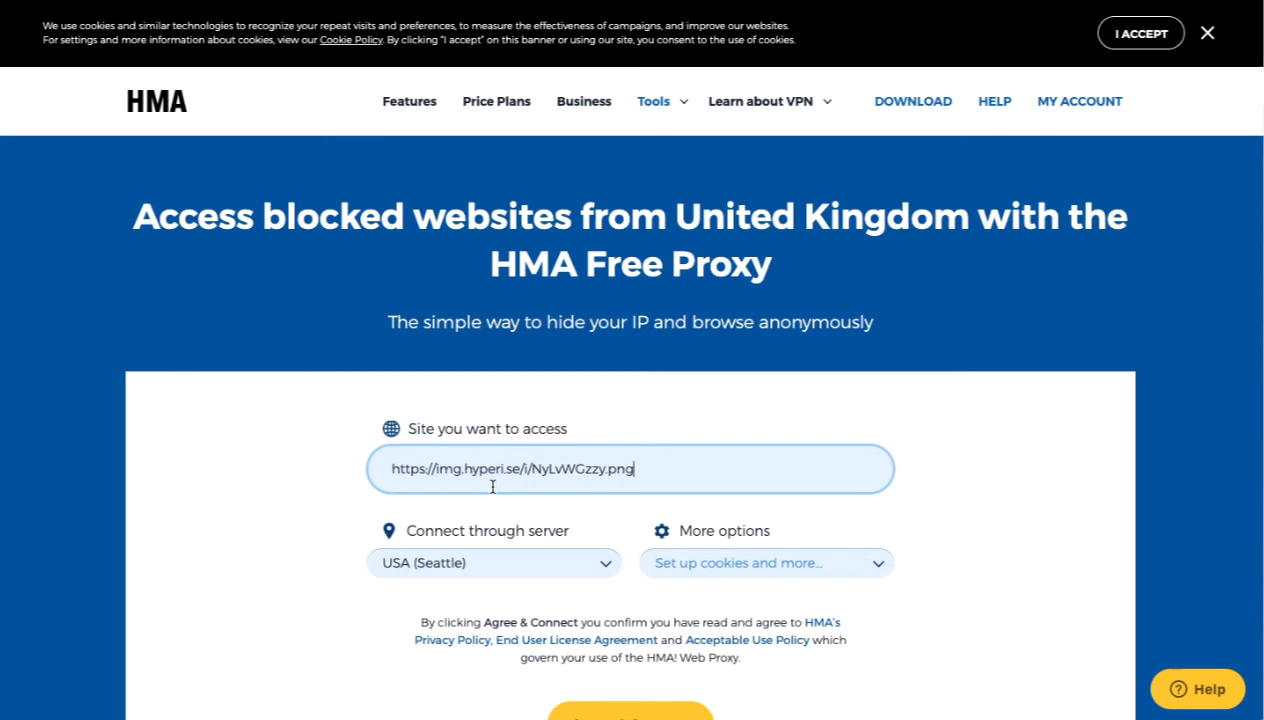 We use cookies and similar technologies to recognize your repeat visits and preferences, to measure the effectiveness of campaigns, and improve our websites.
For settings and more information about cookies, view our Cookie Policy. By clicking "I accept" on this banner or using our site, you consent to the use of cookies.
I ACCEPT
HMA
Features Price Plans Business Tools Learn about VPN DOWNLOAD HELP MY ACCOUNT
Access blocked websites from United Kingdom with the
HMA Free Proxy
The simple way to hide your IP and browse anonymously
Site you want to access
https://img.hyperi.se/i/NyLvWGzzy.png
Connect through server More options
USA (Seattle) Set up cookies and more...
By clicking Agree & Connect you confirm you have read and agree to HMA's
Privacy Policy, End User License Agreement and Acceptable Use Policy which
govern your use of the HMA! Web Proxy.
Help